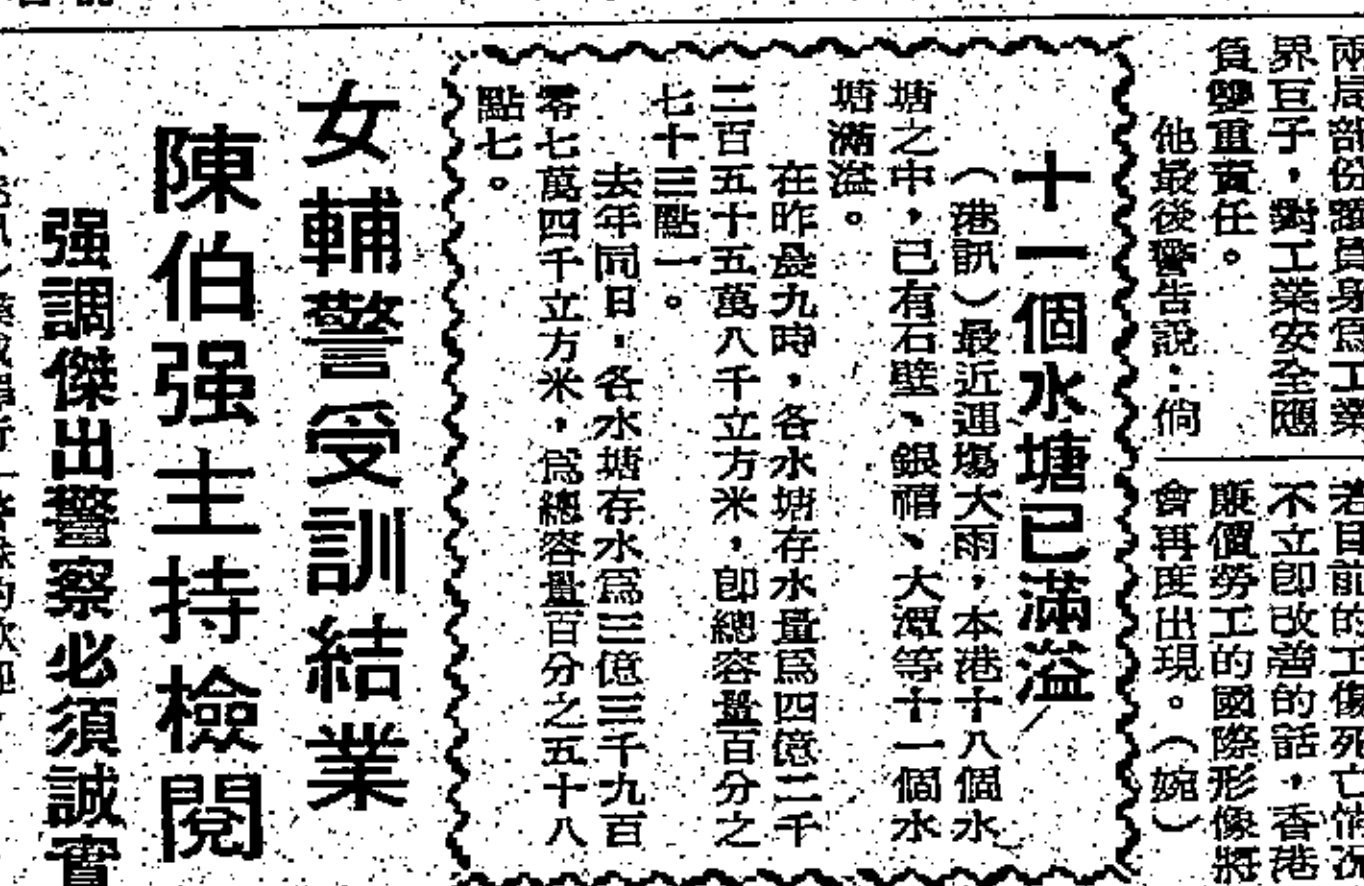 兩局部份議員身爲工業
界巨子，對工業安全應
負雙重責任。
他最後警告說：倘
若目前的工傷死亡情況
不立即改善的話，香港
廉價勞工的國際形像將
會再度出現。（婉）
十一個水塘已滿溢
（港訊）最近連塲大雨，本港十八個水
塘之中，已有石壁、銀禧、大潭等十一個水
塘滿溢。
在昨晨九時，各水塘存水量爲四億二千
二百五十五萬八千立方米，卽總容量百分之
七十三點一。
去年同日，各水塘存水爲三億三千九百
零七萬四千立方米，爲總容量百分之五十八
點七。
女輔警受訓結業
陳伯强主持檢閱
强調傑出警察必須誠實